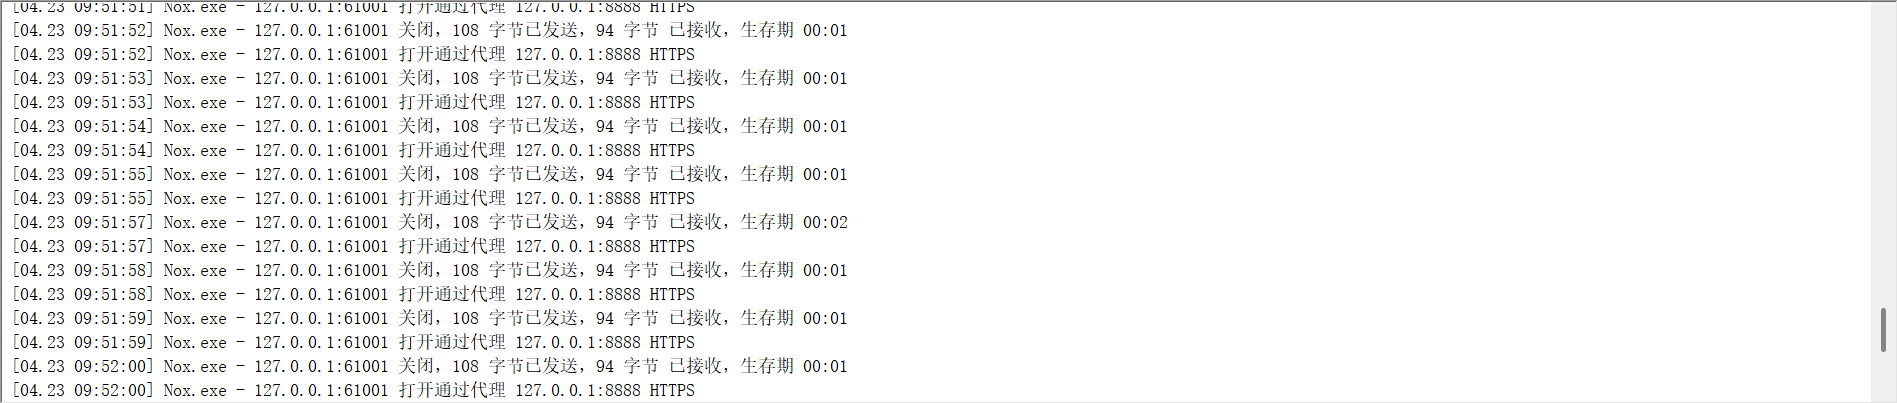 [04.23 09:51:51] Nox.exe - 127.0.0.1:61001 打开通过代理 127.0.0.1:8888 HTTPS
[04.23 09:51:52] Nox.exe - 127.0.0.1:61001 关闭，108 字节已发送，94 字节 已接收，生存期 00:01
[04.23 09:51:52] Nox.exe - 127.0.0.1:61001 打开通过代理 127.0.0.1:8888 HTTPS
[04.23 09:51:53] Nox.exe - 127.0.0.1:61001 关闭，108 字节已发送，94 字节 已接收，生存期 00:01
[04.23 09:51:53] Nox.exe - 127.0.0.1:61001 打开通过代理 127.0.0.1:8888 HTTPS
[04.23 09:51:54] Nox.exe - 127.0.0.1:61001 关闭，108 字节已发送，94 字节 已接收，生存期 00:01
[04.23 09:51:54] Nox.exe - 127.0.0.1:61001 打开通过代理 127.0.0.1:8888 HTTPS
[04.23 09:51:55] Nox.exe - 127.0.0.1:61001 关闭，108 字节已发送，94 字节 已接收，生存期 00:01
[04.23 09:51:55] Nox.exe - 127.0.0.1:61001 打开通过代理 127.0.0.1:8888 HTTPS
[04.23 09:51:57] Nox.exe - 127.0.0.1:61001 关闭，108 字节已发送，94 字节 已接收，生存期 00:02
[04.23 09:51:57] Nox.exe - 127.0.0.1:61001 打开通过代理 127.0.0.1:8888 HTTPS
[04.23 09:51:58] Nox.exe - 127.0.0.1:61001 关闭，108 字节已发送，94 字节 已接收，生存期 00:01
[04.23 09:51:58] Nox.exe - 127.0.0.1:61001 打开通过代理 127.0.0.1:8888 HTTPS
[04.23 09:51:59] Nox.exe - 127.0.0.1:61001 关闭，108 字节已发送，94 字节 已接收，生存期 00:01
[04.23 09:51:59] Nox.exe - 127.0.0.1:61001 打开通过代理 127.0.0.1:8888 HTTPS
[04.23 09:52:00] Nox.exe - 127.0.0.1:61001 关闭，108 字节已发送，94 字节 已接收，生存期 00:01
[04.23 09:52:00] Nox.exe - 127.0.0.1:61001 打开通过代理 127.0.0.1:8888 HTTPS